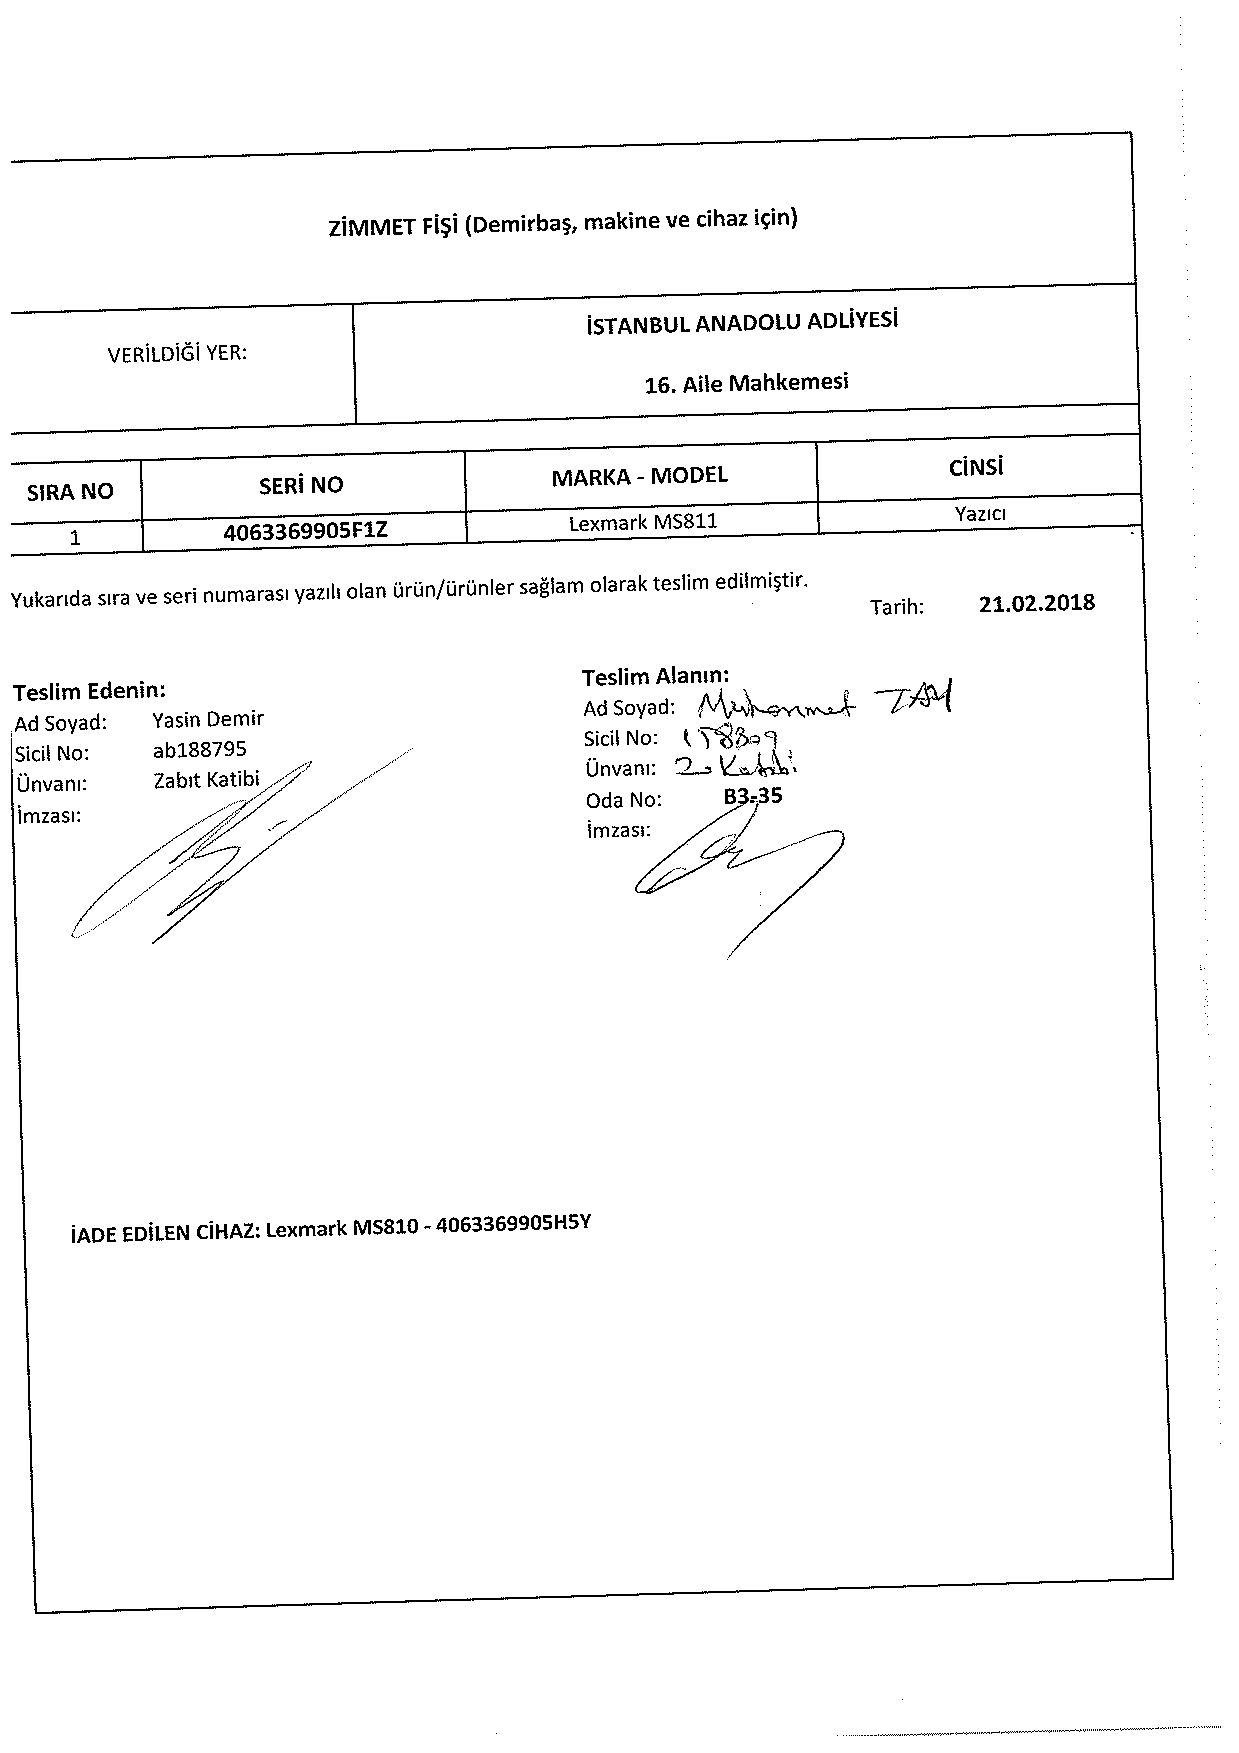 ZİMMET FİŞİ (Demirbaş, makine ve cihaz için)
VERİLDİĞİ YER:
İSTANBUL ANADOLU ADLİYESİ
16. Aile Mahkemesi
SIRA NO SERİ NO MARKA - MODEL CİNSİ
1 4063369905F1Z Lexmark MS811 Yazıcı
Yukarıda sıra ve seri numarası yazılı olan ürün/ürünler sağlam olarak teslim edilmiştir.
Tarih: 21.02.2018
Teslim Edenin:
Ad Soyad: Yasin Demir
Sicil No: ab188795
Ünvanı: Zabıt Katibi
İmzası:
Teslim Alanın:
Ad Soyad: Muhammet
Sicil No:
Ünvanı: Katibi
Oda No: B3-35
İmzası:
İADE EDİLEN CİHAZ: Lexmark MS810 - 4063369905H5Y